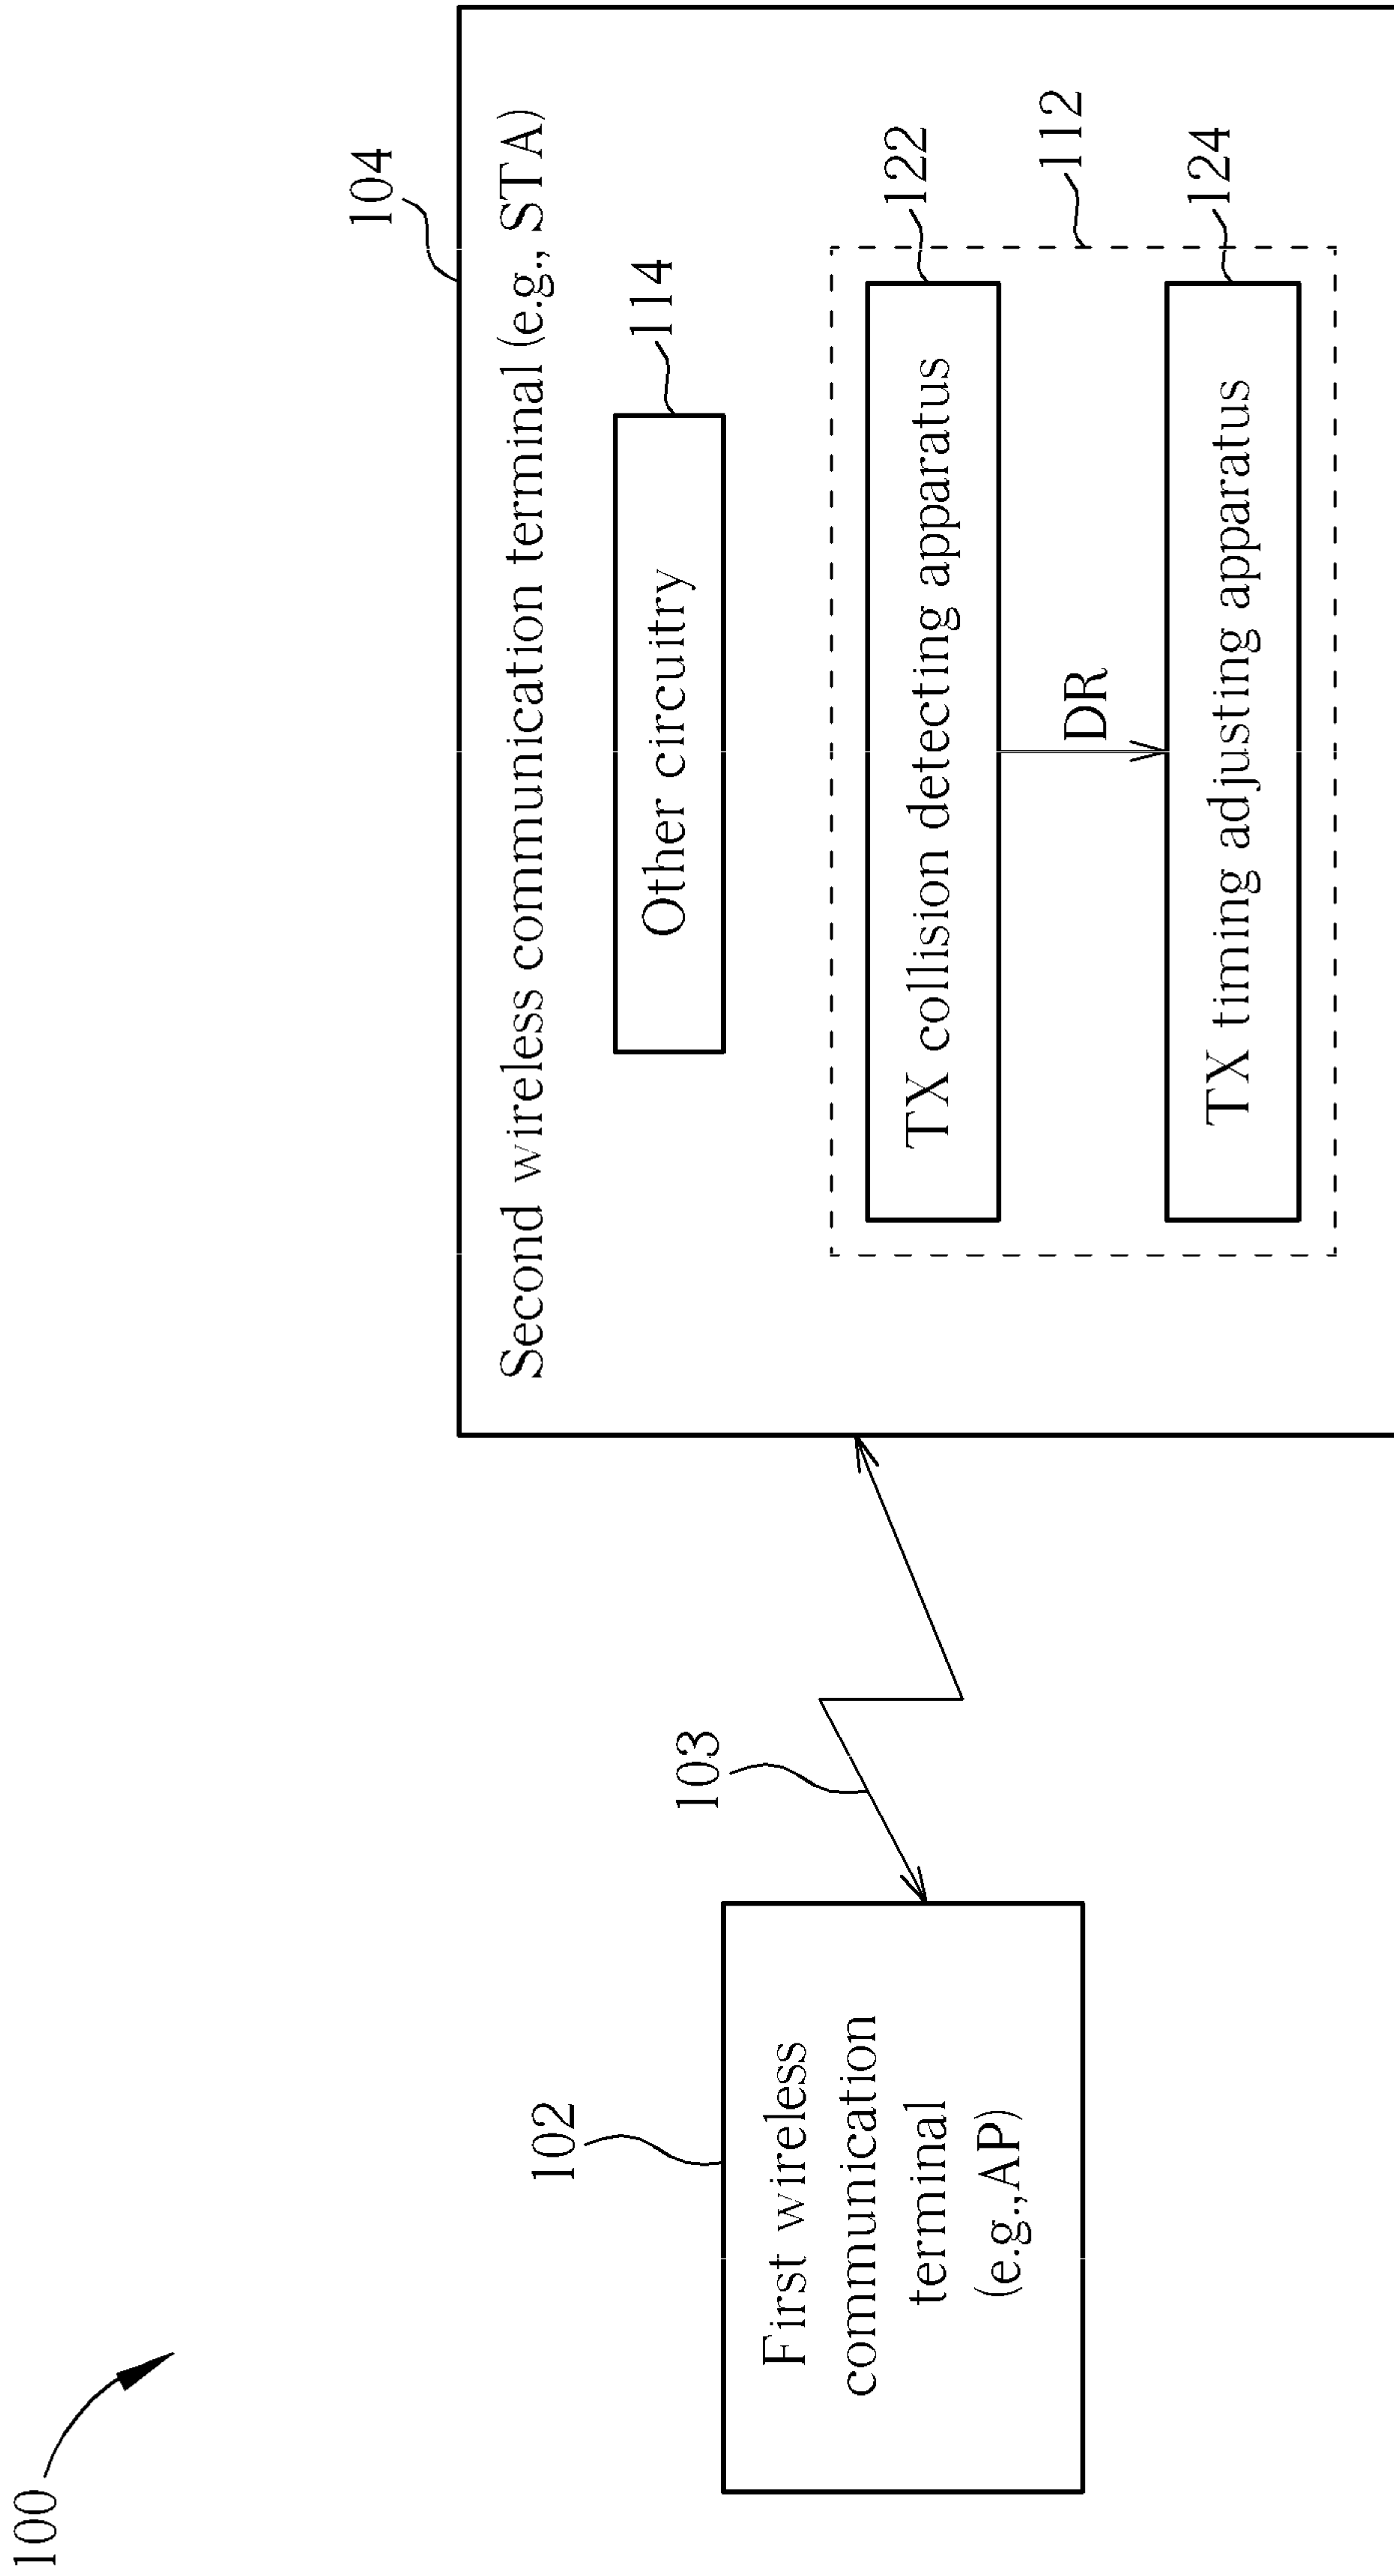 100
104
Second wireless communication terminal (e.g., STA)
114
Other circuitry
122
TX collision detecting apparatus
DR
112
TX timing adjusting apparatus
124
103
102
First wireless
communication
terminal
(e.g.,AP)